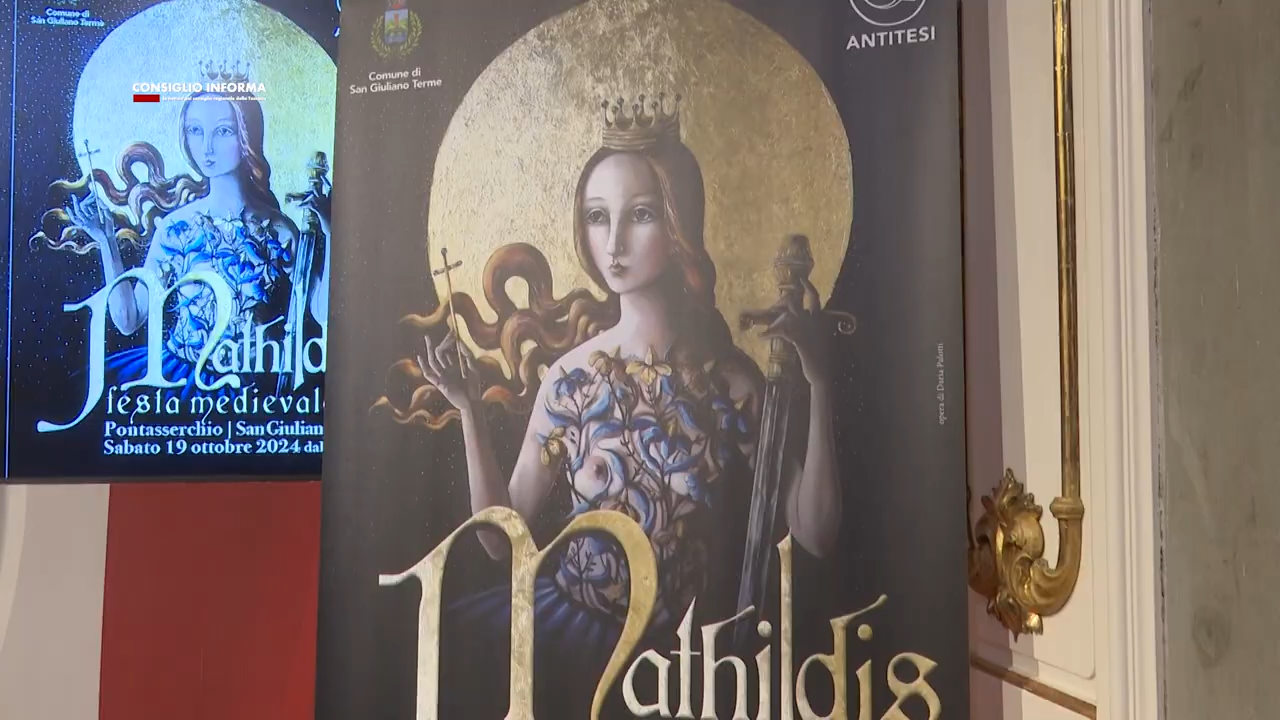 Comune di
San Giuliano Terme
CONSIGLIO INFORMA
Mathild
festa medieval
Pontasserchio | San Giulian
Sabato 19 ottobre 2024 dal
Comune di
San Giuliano Terme
ANTITESI
opera di Daria Palotti
Mathildis